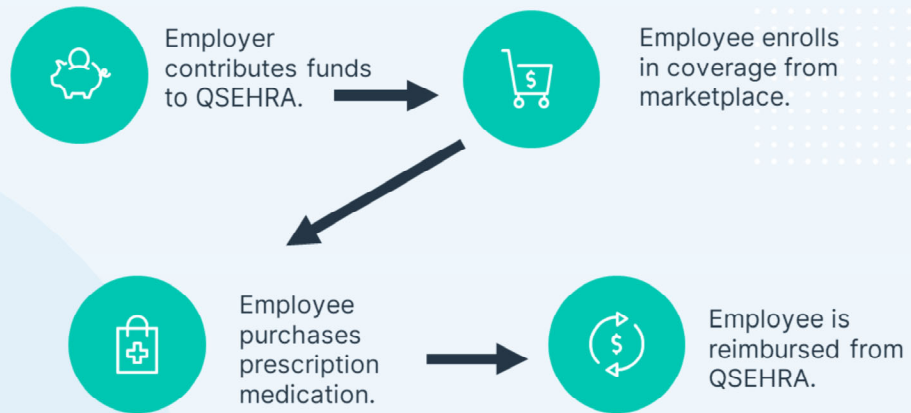 Employer
contributes funds
to QSEHRA.
$
Employee enrolls
in coverage from
marketplace.
Employee
purchases
prescription
medication.
$
Employee is
reimbursed from
QSEHRA.